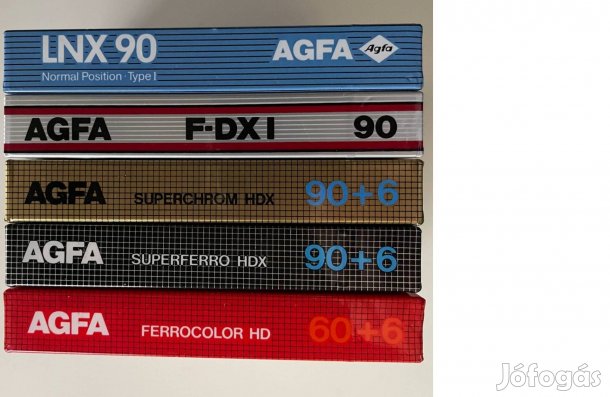 LNX 90 AGFA Agfa
Normal Position · Type I
AGFA F-DX I 90
AGFA SUPERCHROM HDX 90+6
AGFA SUPERFERRO HDX 90+6
AGFA FERROCOLOR HD 60+6
Jófogás